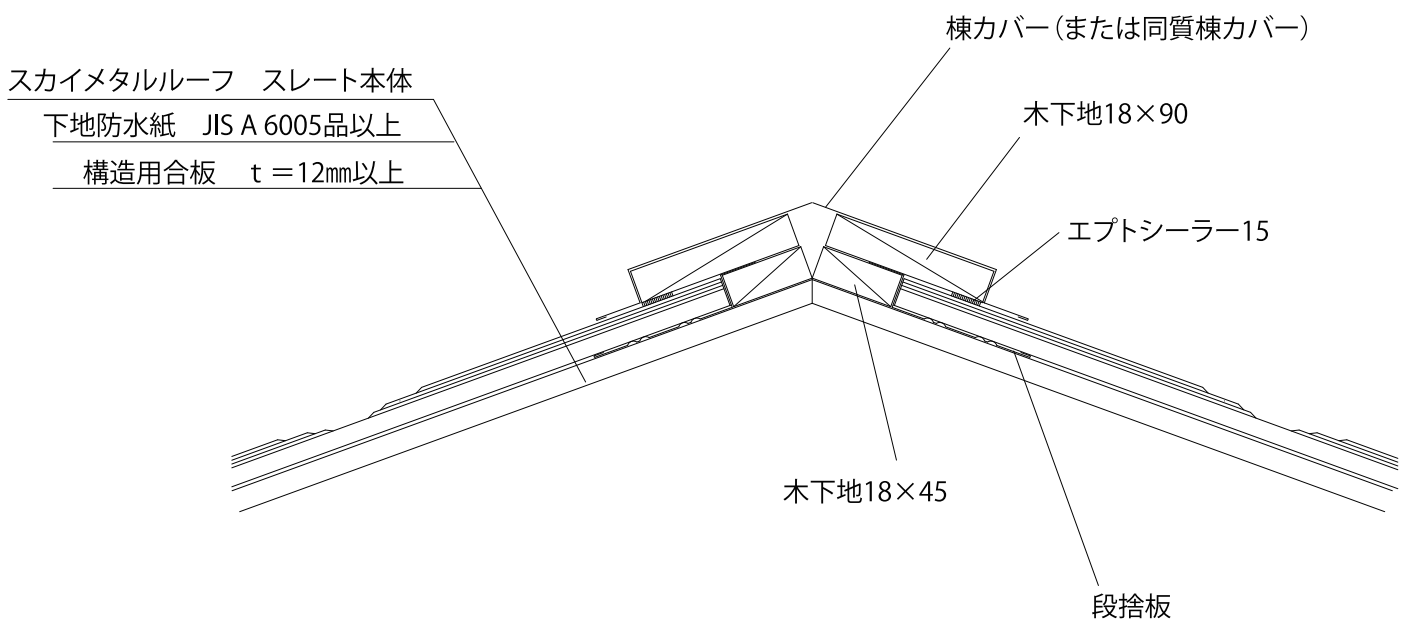 棟カバー（または同質棟カバー）
スカイメタルルーフ　スレート本体
木下地18×90
下地防水紙　JIS A 6005品以上
構造用合板　t＝12㎜以上
エプトシーラー15
木下地18×45
段捨板